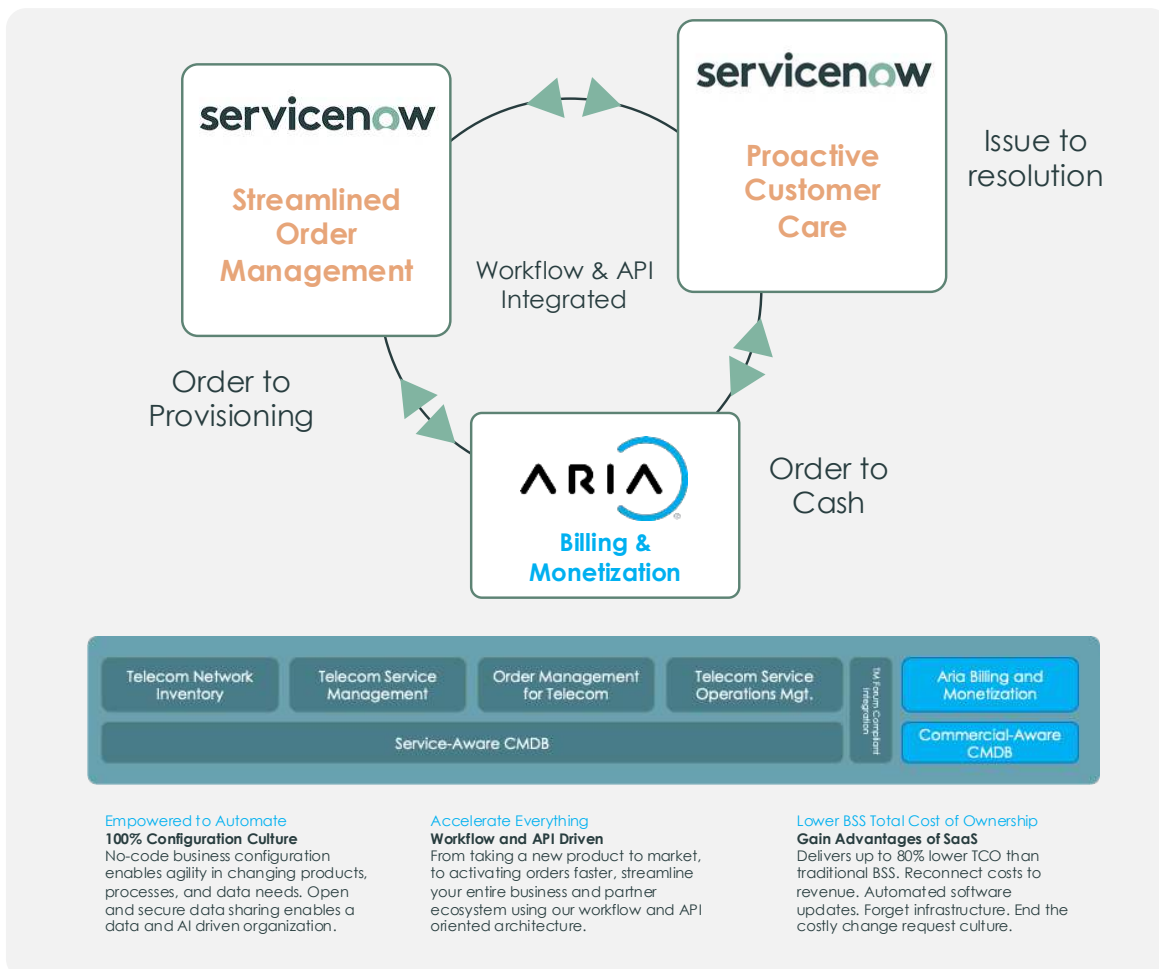 servicenow
Streamlined
Order
Management
servicenow
Proactive
Customer
Care
Issue to
resolution
Workflow & API
Integrated
Order to
Provisioning
ARIA
®
Billing &
Monetization
Order to
Cash
Telecom Network
Inventory
Telecom Service
Management
Order Management
for Telecom
Telecom Service
Operations Mgt.
Service-Aware CMDB
TM Forum Compliant
Integration
Aria Billing and
Monetization
Commercial-Aware
CMDB
Empowered to Automate
100% Configuration Culture
No-code business configuration
enables agility in changing products,
processes, and data needs. Open
and secure data sharing enables a
data and AI driven organization.
Accelerate Everything
Workflow and API Driven
From taking a new product to market,
to activating orders faster, streamline
your entire business and partner
ecosystem using our workflow and API
oriented architecture.
Lower BSS Total Cost of Ownership
Gain Advantages of SaaS
Delivers up to 80% lower TCO than
traditional BSS. Reconnect costs to
revenue. Automated software
updates. Forget infrastructure. End the
costly change request culture.